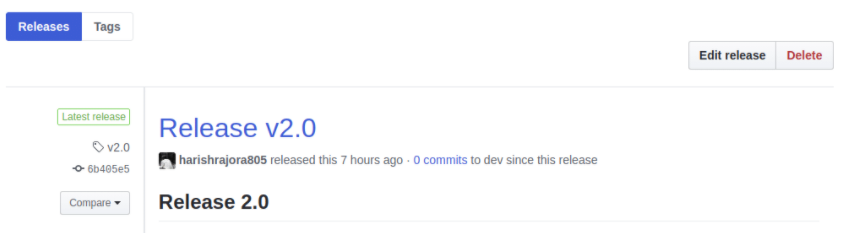 Releases Tags
Edit release Delete
Latest release
v2.0
6b405e5
Compare
Release v2.0
harishrajora805 released this 7 hours ago · 0 commits to dev since this release
Release 2.0